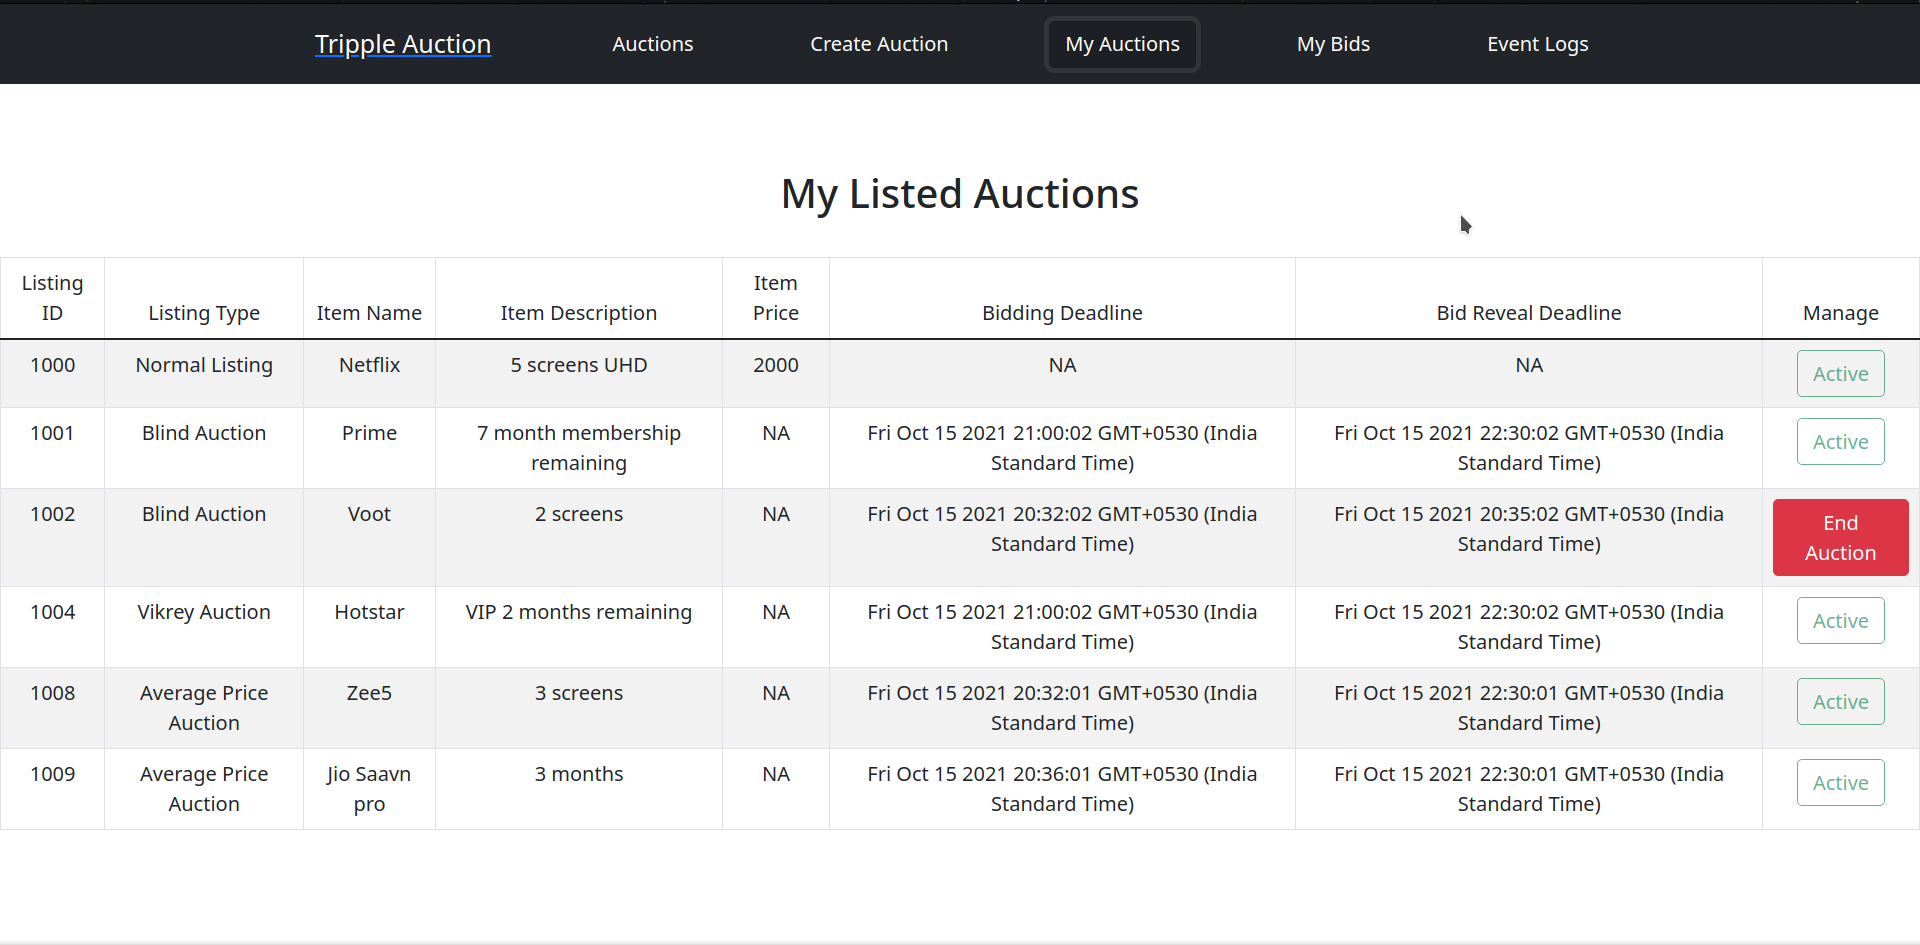 Tripple Auction Auctions Create Auction My Auctions My Bids Event Logs
My Listed Auctions
Listing ID Listing Type Item Name Item Description Item Price Bidding Deadline Bid Reveal Deadline Manage
1000 Normal Listing Netflix 5 screens UHD 2000 NA NA Active
1001 Blind Auction Prime 7 month membership remaining NA Fri Oct 15 2021 21:00:02 GMT+0530 (India Standard Time) Fri Oct 15 2021 22:30:02 GMT+0530 (India Standard Time) Active
1002 Blind Auction Voot 2 screens NA Fri Oct 15 2021 20:32:02 GMT+0530 (India Standard Time) Fri Oct 15 2021 20:35:02 GMT+0530 (India Standard Time) End Auction
1004 Vikrey Auction Hotstar VIP 2 months remaining NA Fri Oct 15 2021 21:00:02 GMT+0530 (India Standard Time) Fri Oct 15 2021 22:30:02 GMT+0530 (India Standard Time) Active
1008 Average Price Auction Zee5 3 screens NA Fri Oct 15 2021 20:32:01 GMT+0530 (India Standard Time) Fri Oct 15 2021 22:30:01 GMT+0530 (India Standard Time) Active
1009 Average Price Auction Jio Saavn pro 3 months NA Fri Oct 15 2021 20:36:01 GMT+0530 (India Standard Time) Fri Oct 15 2021 22:30:01 GMT+0530 (India Standard Time) Active